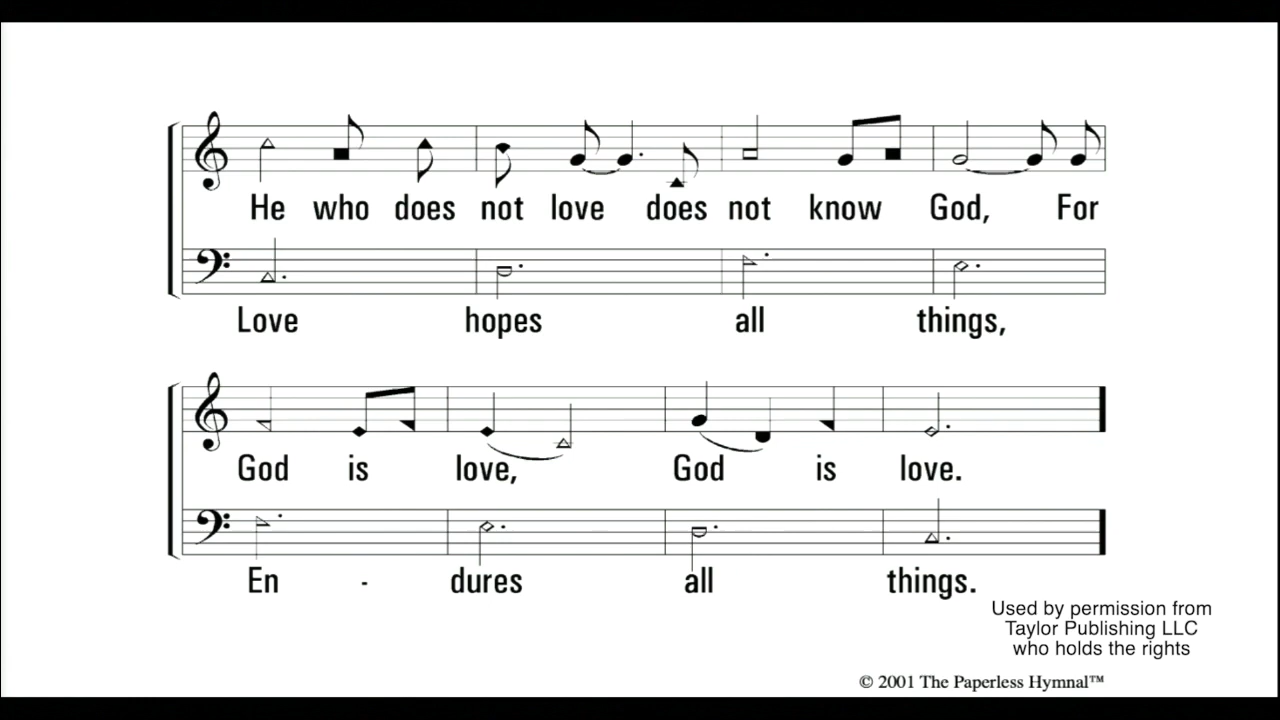 He who does not love does not know God, For
Love hopes all things,
God is love, God is love.
En - dures all things.
Used by permission from
Taylor Publishing LLC
who holds the rights
© 2001 The Paperless Hymnal™